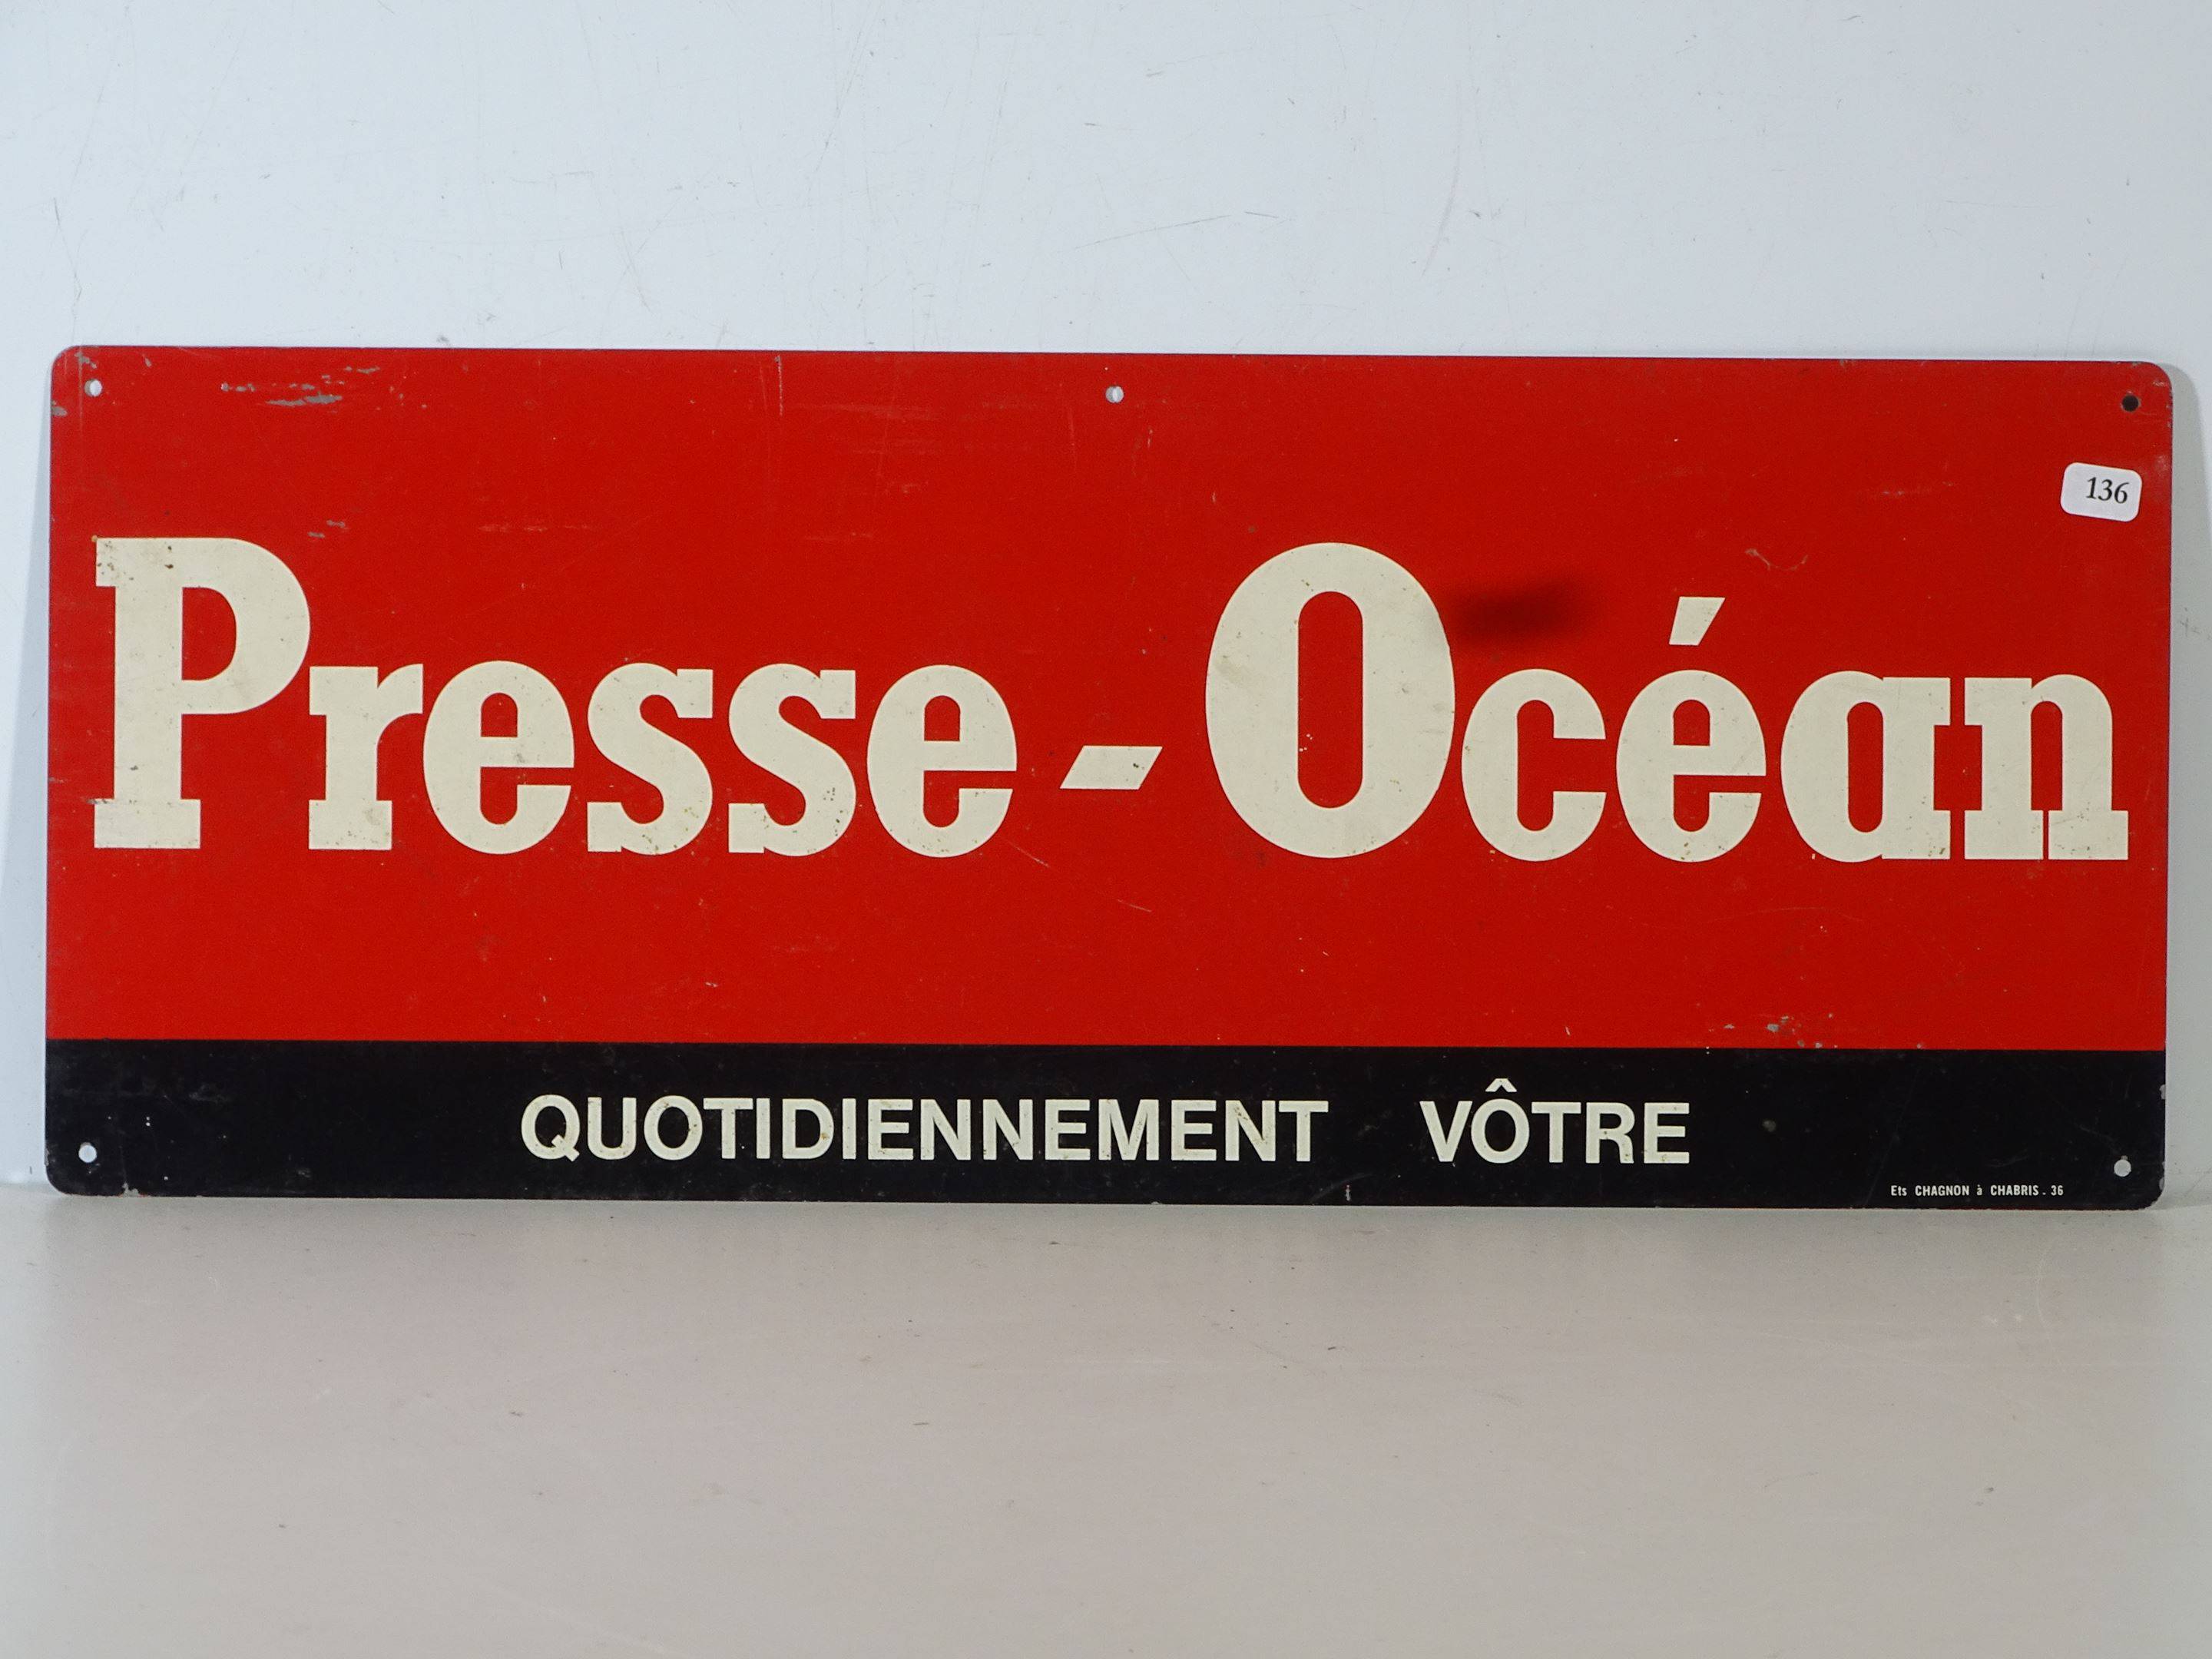 136
Presse-Océan
QUOTIDIENNEMENT VÔTRE
Ets CHAGNON à CHABRIS . 36